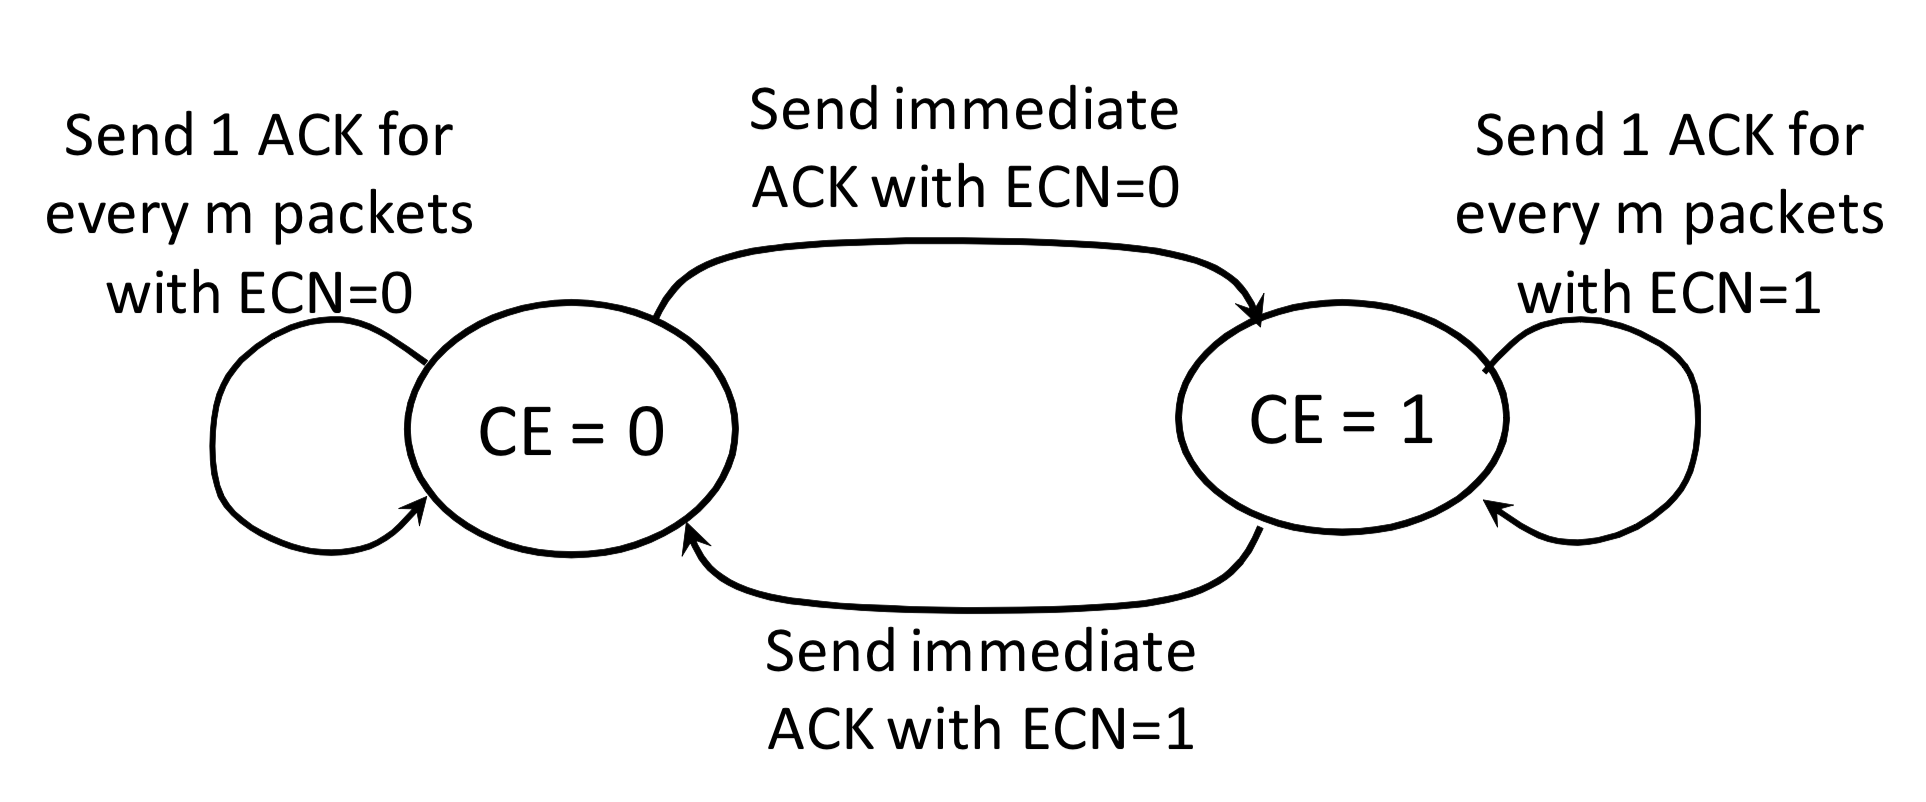 Send 1 ACK for
every m packets
with ECN=0
Send immediate
ACK with ECN=0
Send 1 ACK for
every m packets
with ECN=1
CE = 0
CE = 1
Send immediate
ACK with ECN=1